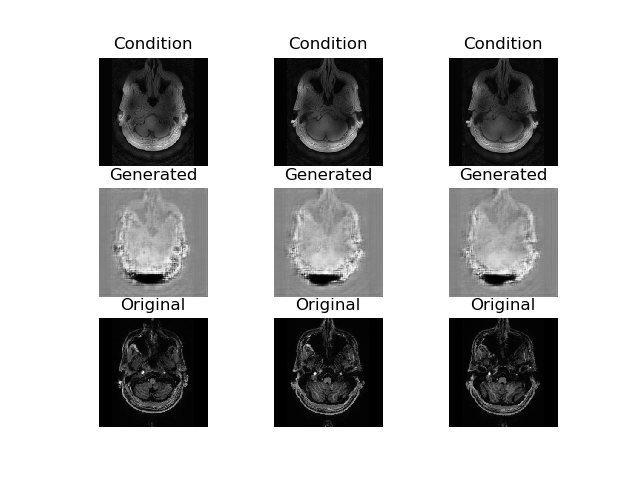 Condition Condition Condition
Generated Generated Generated
Original Original Original